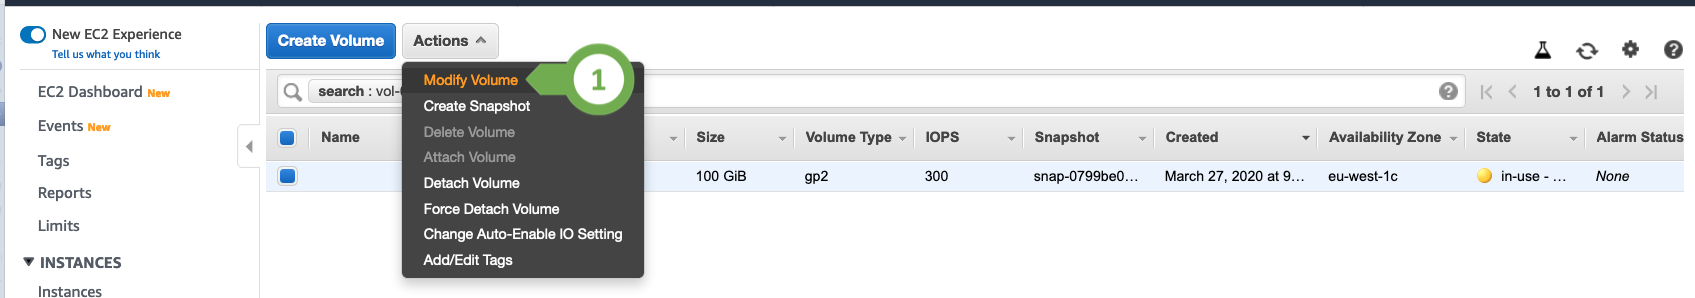 New EC2 Experience
Tell us what you think
EC2 Dashboard New
Events New
Tags
Reports
Limits
INSTANCES
Instances
Create Volume
Actions
Modify Volume
Create Snapshot
Delete Volume
Attach Volume
Detach Volume
Force Detach Volume
Change Auto-Enable IO Setting
Add/Edit Tags
1
search : vol-
1 to 1 of 1
Name Size Volume Type IOPS Snapshot Created Availability Zone State Alarm Status
100 GiB gp2 300 snap-0799be0... March 27, 2020 at 9... eu-west-1c in-use - ... None